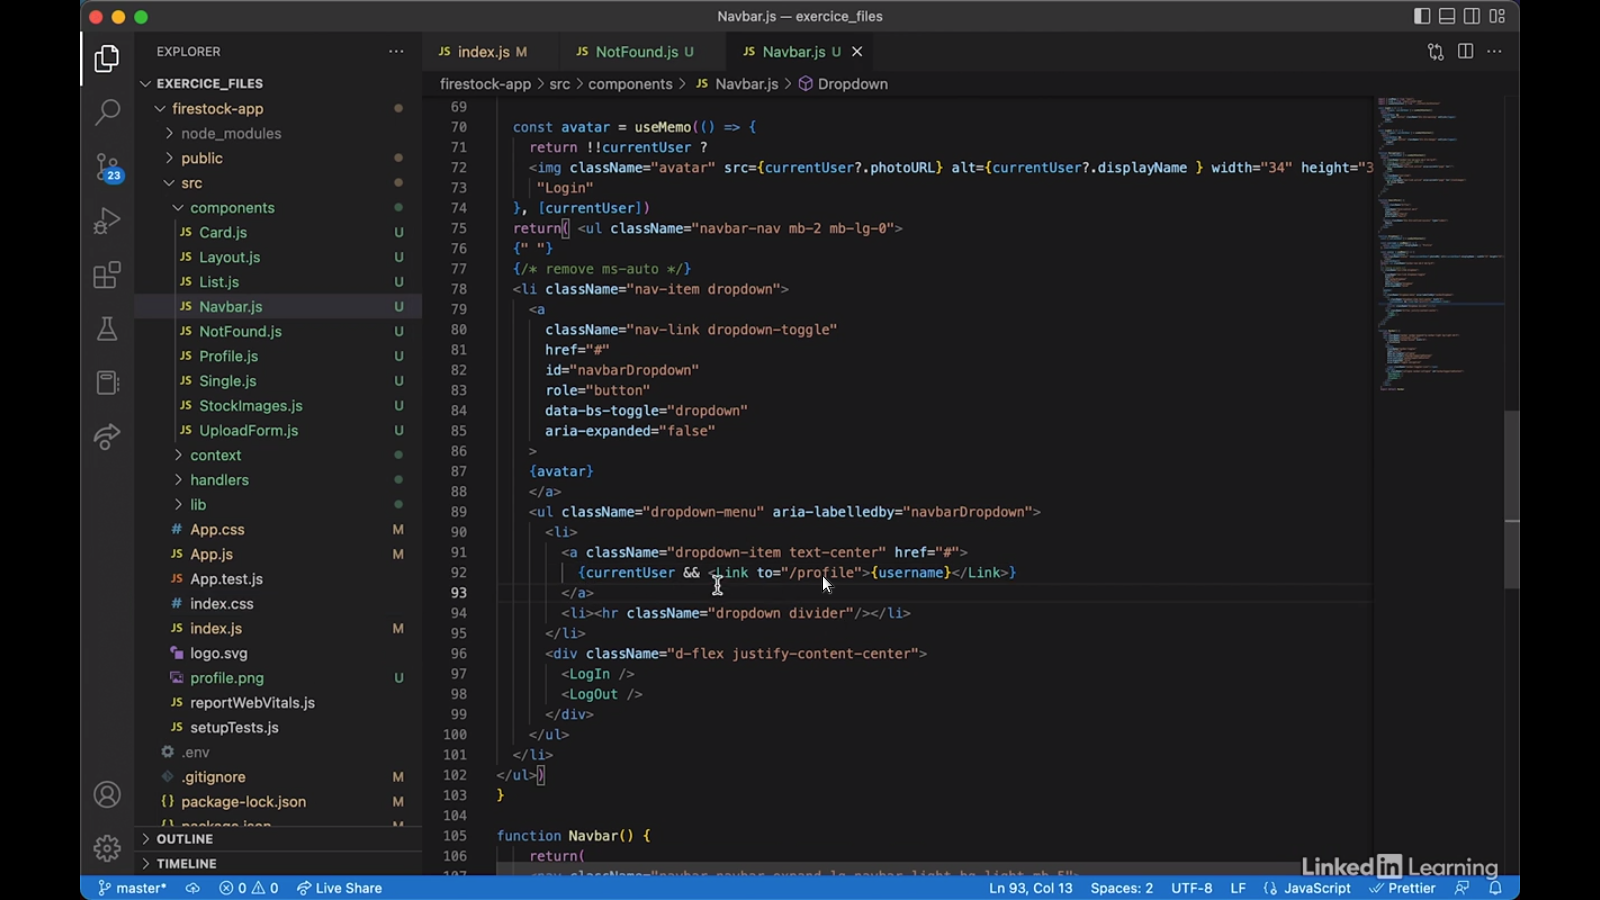 Navbar.js — exercice_files
EXPLORER
JS index.js M
JS NotFound.js U
JS Navbar.js U
EXERCICE_FILES
firestock-app
node_modules
public
src
components
JS Card.js U
JS Layout.js U
JS List.js U
JS Navbar.js U
JS NotFound.js U
JS Profile.js U
JS Single.js U
JS StockImages.js U
JS UploadForm.js U
context
handlers
lib
# App.css M
JS App.js M
JS App.test.js
# index.css
JS index.js M
logo.svg
profile.png U
JS reportWebVitals.js
JS setupTests.js
.env
.gitignore M
{} package-lock.json M
OUTLINE
TIMELINE
23
firestock-app > src > components > JS Navbar.js > Dropdown
69
70 const avatar = useMemo(() => {
71 return !!currentUser ?
72 <img className="avatar" src={currentUser?.photoURL} alt={currentUser?.displayName } width="34" height="3
73 "Login"
74 }, [currentUser])
75 return( <ul className="navbar-nav mb-2 mb-lg-0">
76 {" "}
77 {/* remove ms-auto */}
78 <li className="nav-item dropdown">
79 <a
80 className="nav-link dropdown-toggle"
81 href="#"
82 id="navbarDropdown"
83 role="button"
84 data-bs-toggle="dropdown"
85 aria-expanded="false"
86 >
87 {avatar}
88 </a>
89 <ul className="dropdown-menu" aria-labelledby="navbarDropdown">
90 <li>
91 <a className="dropdown-item text-center" href="#">
92 {currentUser && <Link to="/profile">{username}</Link>}
93 </a>
94 <li><hr className="dropdown divider"/></li>
95 </li>
96 <div className="d-flex justify-content-center">
97 <LogIn />
98 <LogOut />
99 </div>
100 </ul>
101 </li>
102 </ul>)
103 }
104
105 function Navbar() {
106 return(
LinkedIn Learning
master* 0 0 Live Share Ln 93, Col 13 Spaces: 2 UTF-8 LF {} JavaScript Prettier